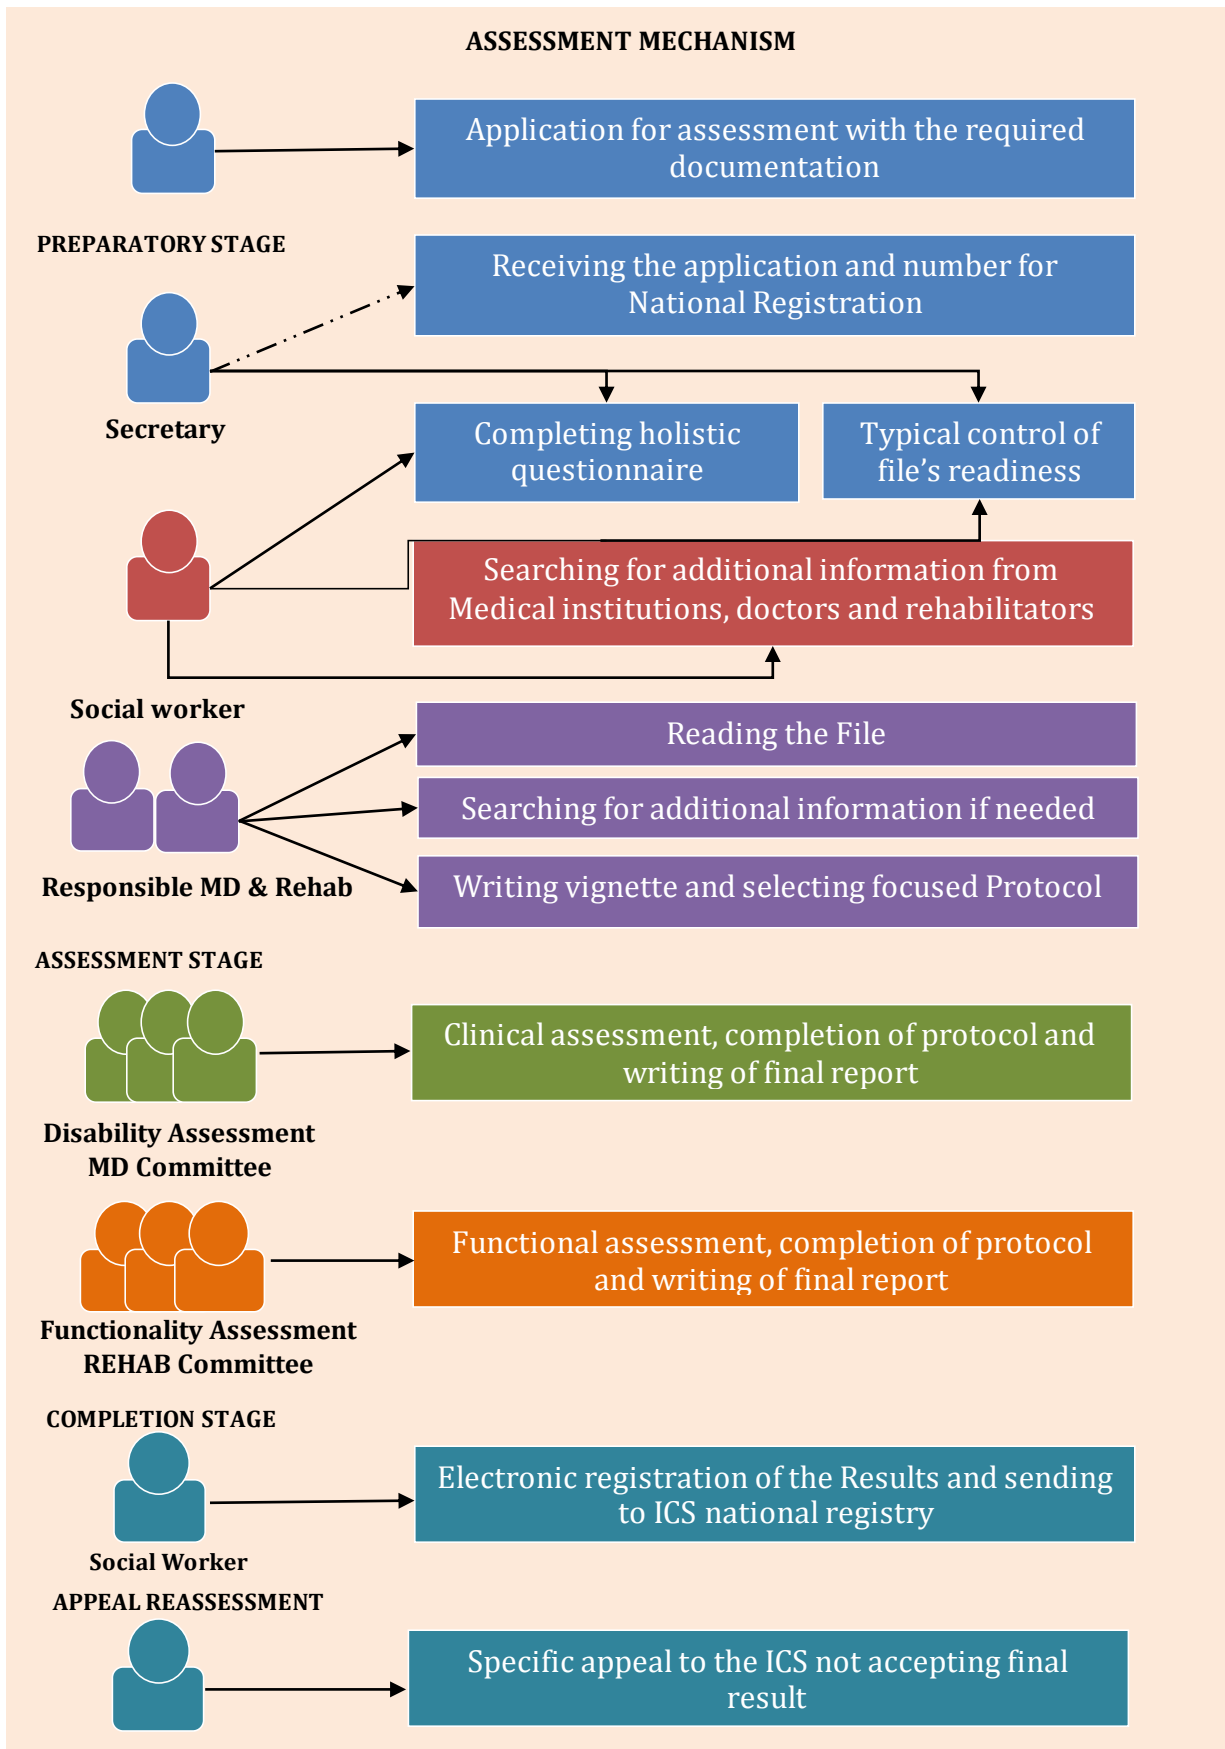 ASSESSMENT MECHANISM
Application for assessment with the required
documentation
PREPARATORY STAGE
Receiving the application and number for
National Registration
Secretary
Completing holistic
questionnaire
Typical control of
file’s readiness
Searching for additional information from
Medical institutions, doctors and rehabilitators
Social worker
Reading the File
Searching for additional information if needed
Writing vignette and selecting focused Protocol
Responsible MD & Rehab
ASSESSMENT STAGE
Clinical assessment, completion of protocol and
writing of final report
Disability Assessment
MD Committee
Functional assessment, completion of protocol
and writing of final report
Functionality Assessment
REHAB Committee
COMPLETION STAGE
Electronic registration of the Results and sending
to ICS national registry
Social Worker
APPEAL REASSESSMENT
Specific appeal to the ICS not accepting final
result